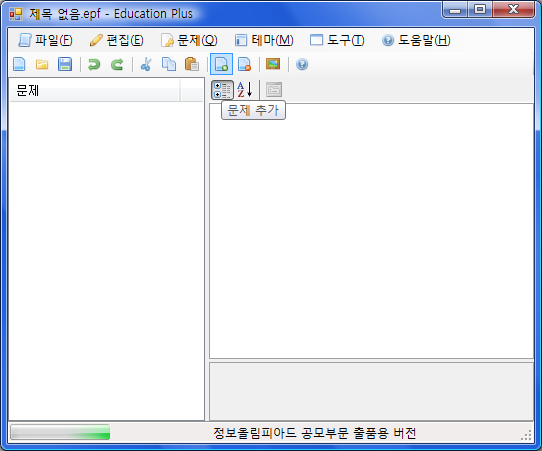 제목 없음.epf - Education Plus
파일(F) 편집(E) 문제(Q) 테마(M) 도구(T) 도움말(H)
문제
문제 추가
정보올림피아드 공모부문 출품용 버전